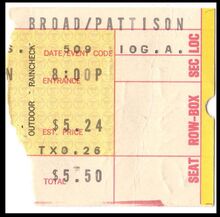 BROAD/PATTISON
S. 509 10G.A.
DATE/EVENT CODE
N 8:00P
OUTDOOR - RAINCHECK
$5.24
EST. PRICE
TX0.26
$5.50
TOTAL
SEC LOC
ROW-BOX
SEAT